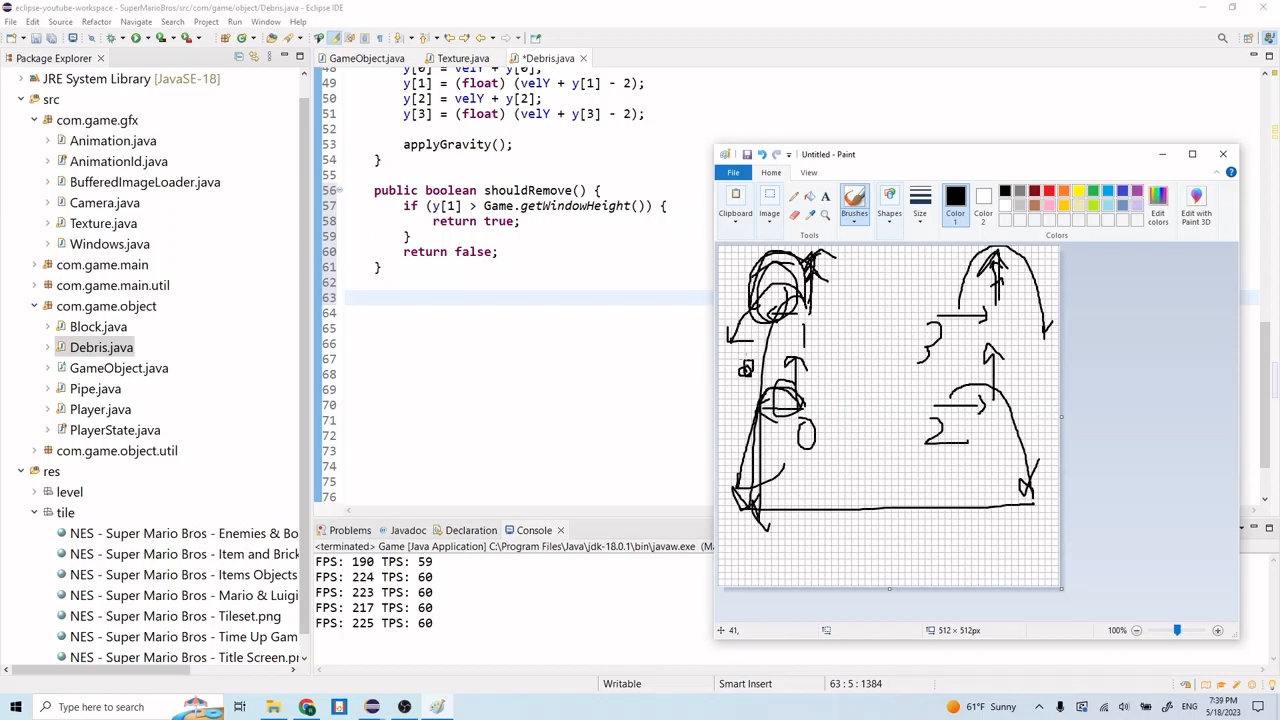 eclipse-youtube-workspace - SuperMarioBros/src/com/game/object/Debris.java - Eclipse IDE
File Edit Source Refactor Navigate Search Project Run Window Help
Package Explorer
JRE System Library [JavaSE-18]
src
com.game.gfx
Animation.java
AnimationId.java
BufferedImageLoader.java
Camera.java
Texture.java
Windows.java
com.game.main
com.game.main.util
com.game.object
Block.java
Debris.java
GameObject.java
Pipe.java
Player.java
PlayerState.java
com.game.object.util
res
level
tile
NES - Super Mario Bros - Enemies & Bo
NES - Super Mario Bros - Item and Brick
NES - Super Mario Bros - Items Objects
NES - Super Mario Bros - Mario & Luigi
NES - Super Mario Bros - Tileset.png
NES - Super Mario Bros - Time Up Gam
NES - Super Mario Bros - Title Screen.pr
GameObject.java Texture.java *Debris.java
48 y[0] = velY + y[0];
49 y[1] = (float) (velY + y[1] - 2);
50 y[2] = velY + y[2];
51 y[3] = (float) (velY + y[3] - 2);
52
53 applyGravity();
54 }
55
56 public boolean shouldRemove() {
57 if (y[1] > Game.getWindowHeight()) {
58 return true;
59 }
60 return false;
61 }
62
63
64
65
66
67
68
69
70
71
72
73
74
75
76
Untitled - Paint
File Home View
Clipboard Image Tools Brushes Shapes Size Color 1 Color 2 Edit colors Edit with Paint 3D
Colors
1 3
0 2
41,
512 × 512px
100%
Problems Javadoc Declaration Console
<terminated> Game [Java Application] C:\Program Files\Java\jdk-18.0.1\bin\javaw.exe (M
FPS: 190 TPS: 59
FPS: 224 TPS: 60
FPS: 223 TPS: 60
FPS: 217 TPS: 60
FPS: 225 TPS: 60
Writable Smart Insert 63 : 5 : 1384
Type here to search
61°F Sunny
ENG
7:39 PM
5/18/2023